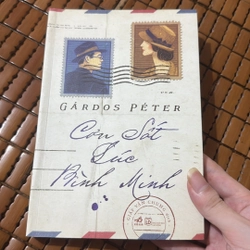 GÁRDOS PÉTER
Cơn Sốt
Lúc
Bình Minh